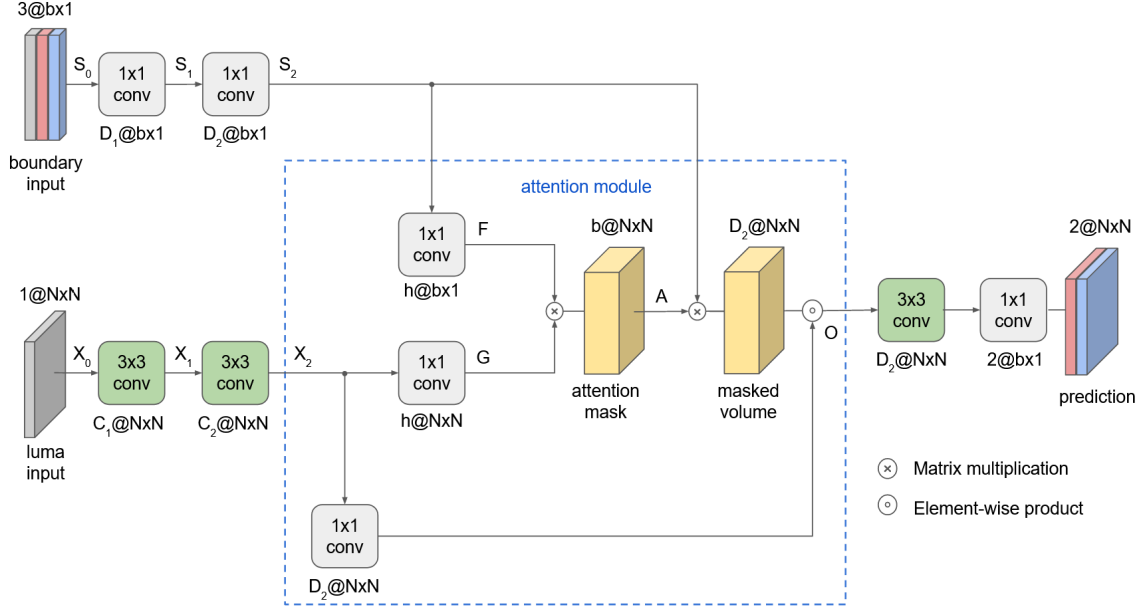 3@bx1
S₀
1x1
conv
D₁@bx1
S₁
1x1
conv
D₂@bx1
S₂
boundary
input
attention module
1x1
conv
h@bx1
F
b@NxN
attention
mask
A
D₂@NxN
masked
volume
O
1@NxN
X₀
luma
input
3x3
conv
C₁@NxN
X₁
3x3
conv
C₂@NxN
X₂
1x1
conv
h@NxN
G
1x1
conv
D₂@NxN
3x3
conv
D₂@NxN
1x1
conv
2@bx1
2@NxN
prediction
Matrix multiplication
Element-wise product